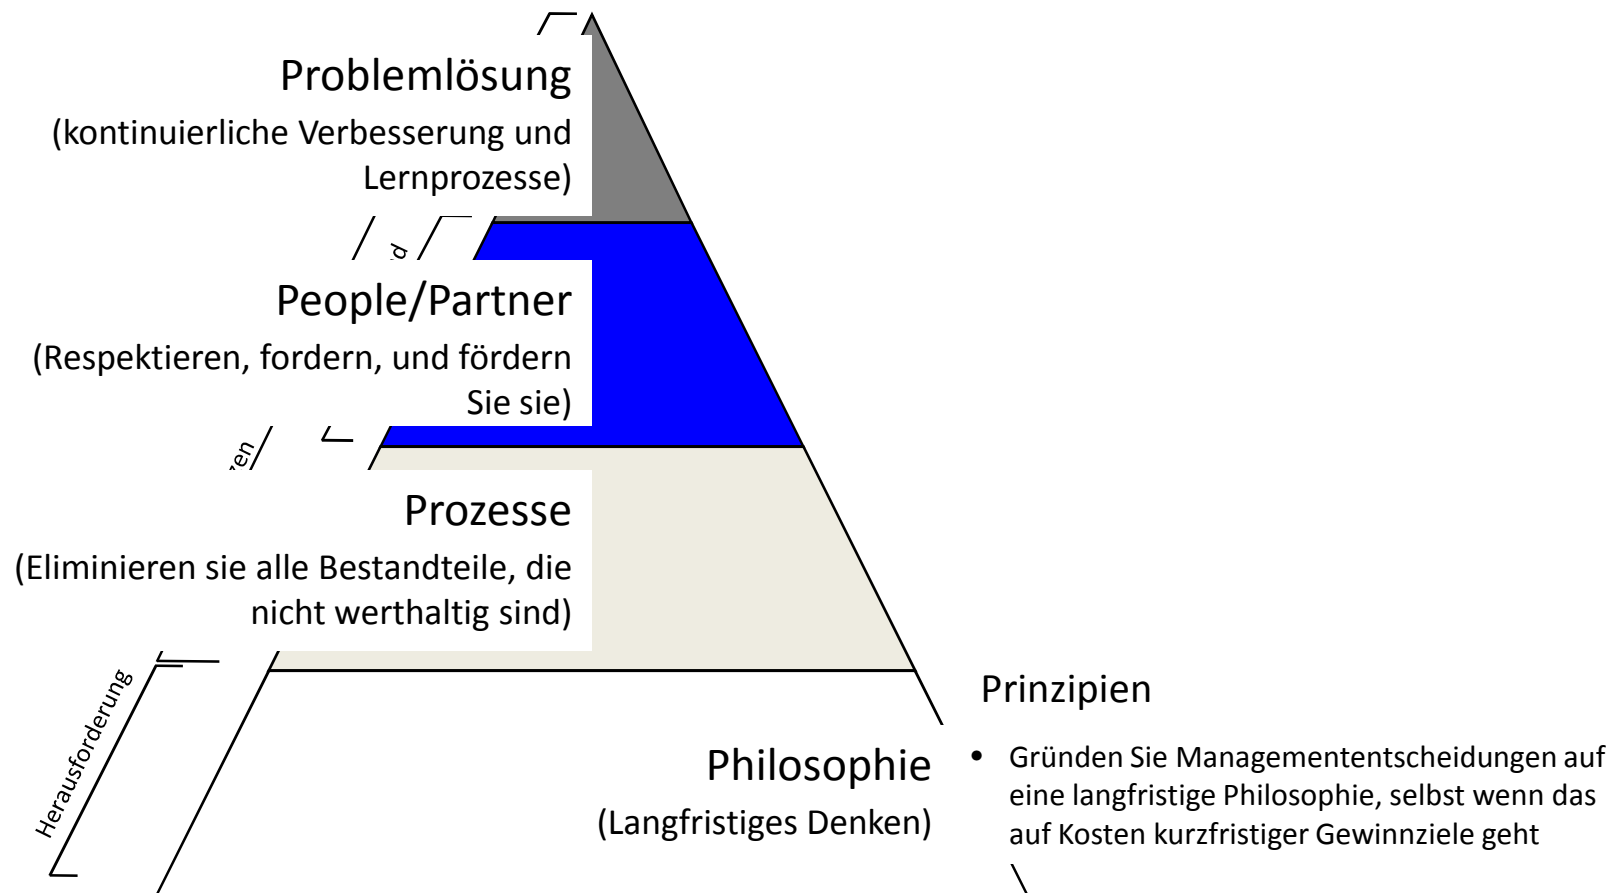 Problemlösung
(kontinuierliche Verbesserung und
Lernprozesse)
People/Partner
(Respektieren, fordern, und fördern
Sie sie)
Prozesse
(Eliminieren sie alle Bestandteile, die
nicht werthaltig sind)
Herausforderung
Philosophie
(Langfristiges Denken)
Prinzipien
• Gründen Sie Managemententscheidungen auf
eine langfristige Philosophie, selbst wenn das
auf Kosten kurzfristiger Gewinnziele geht